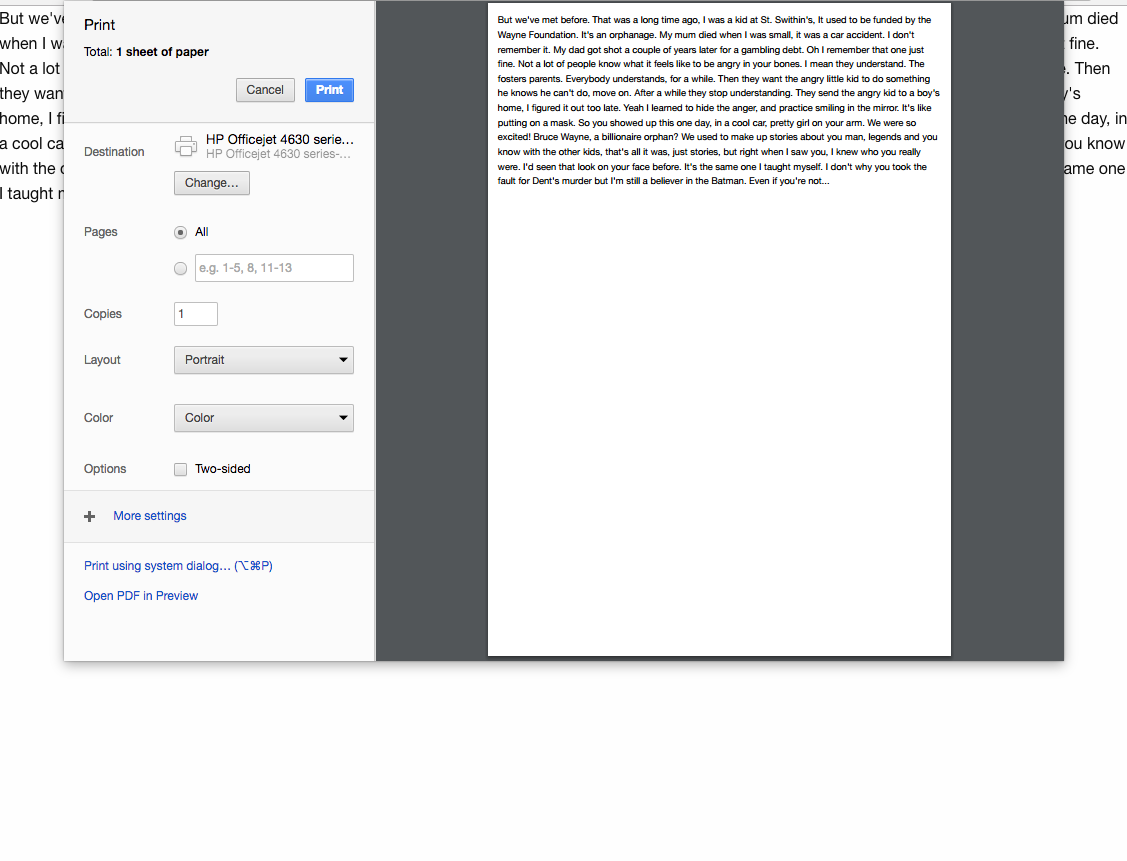 But we've
when I wa
Not a lot
they wan
home, I fi
a cool ca
with the
I taught m
Print
Total: 1 sheet of paper
Cancel
Print
Destination
HP Officejet 4630 serie...
HP Officejet 4630 series-...
Change...
Pages
All
e.g. 1-5, 8, 11-13
Copies
1
Layout
Portrait
Color
Color
Options
Two-sided
More settings
Print using system dialog... (⌥⌘P)
Open PDF in Preview
But we've met before. That was a long time ago, I was a kid at St. Swithin's, It used to be funded by the
Wayne Foundation. It's an orphanage. My mum died when I was small, it was a car accident. I don't
remember it. My dad got shot a couple of years later for a gambling debt. Oh I remember that one just
fine. Not a lot of people know what it feels like to be angry in your bones. I mean they understand. The
fosters parents. Everybody understands, for a while. Then they want the angry little kid to do something
he knows he can't do, move on. After a while they stop understanding. They send the angry kid to a boy's
home, I figured it out too late. Yeah I learned to hide the anger, and practice smiling in the mirror. It's like
putting on a mask. So you showed up this one day, in a cool car, pretty girl on your arm. We were so
excited! Bruce Wayne, a billionaire orphan? We used to make up stories about you man, legends and you
know with the other kids, that's all it was, just stories, but right when I saw you, I knew who you really
were. I'd seen that look on your face before. It's the same one I taught myself. I don't why you took the
fault for Dent's murder but I'm still a believer in the Batman. Even if you're not...
um died
fine.
. Then
y's
ne day, in
ou know
ame one